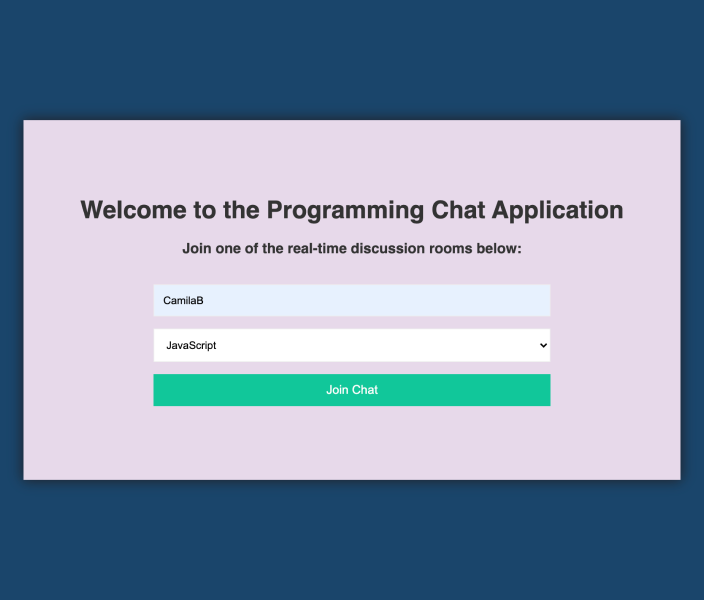 Welcome to the Programming Chat Application
Join one of the real-time discussion rooms below:
CamilaB
JavaScript
Join Chat